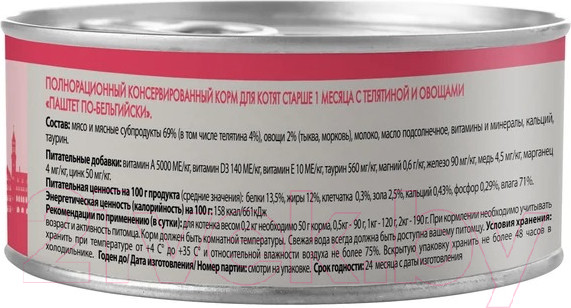 ПОЛНОРАЦИОННЫЙ КОНСЕРВИРОВАННЫЙ КОРМ ДЛЯ КОТЯТ СТАРШЕ 1 МЕСЯЦА С ТЕЛЯТИНОЙ И ОВОЩАМИ
«ПАШТЕТ ПО-БЕЛЬГИЙСКИ».
Состав: мясо и мясные субпродукты 69% (в том числе телятина 4%), овощи 2% (тыква, морковь), молоко, масло подсолнечное, витамины и минералы, кальций,
таурин.
Питательные добавки: витамин А 5000 МЕ/кг, витамин D3 140 МЕ/кг, витамин Е 10 МЕ/кг, таурин 560 мг/кг, магний 0,6 г/кг, железо 90 мг/кг, медь 4,5 мг/кг, марганец
4 мг/кг, цинк 50 мг/кг.
Питательная ценность на 100 г продукта (средние значения): белки 13,5%, жиры 12%, клетчатка 0,3%, зола 2,5%, кальций 0,43%, фосфор 0,29%, влага 71%.
Энергетическая ценность (калорийность) на 100 г: 158 ккал/661кДж
Рекомендации по применению (в сутки): для котенка весом 0,2 кг необходимо 50 г корма, 0,5кг - 90 г, 1кг - 120 г, 2кг - 190 г. При кормлении необходимо учитывать
возраст и активность питомца. Корм должен быть комнатной температуры. Свежая вода всегда должна быть доступна вашему питомцу. Условия хранения:
хранить при температуре от +4 С° до +35 С° и относительной влажности воздуха не более 75%. Вскрытую упаковку хранить не более 48 часов в
холодильнике. Годен до/ Дата изготовления/ Номер партии: смотри на упаковке. Срок годности: 24 месяца с даты изготовления